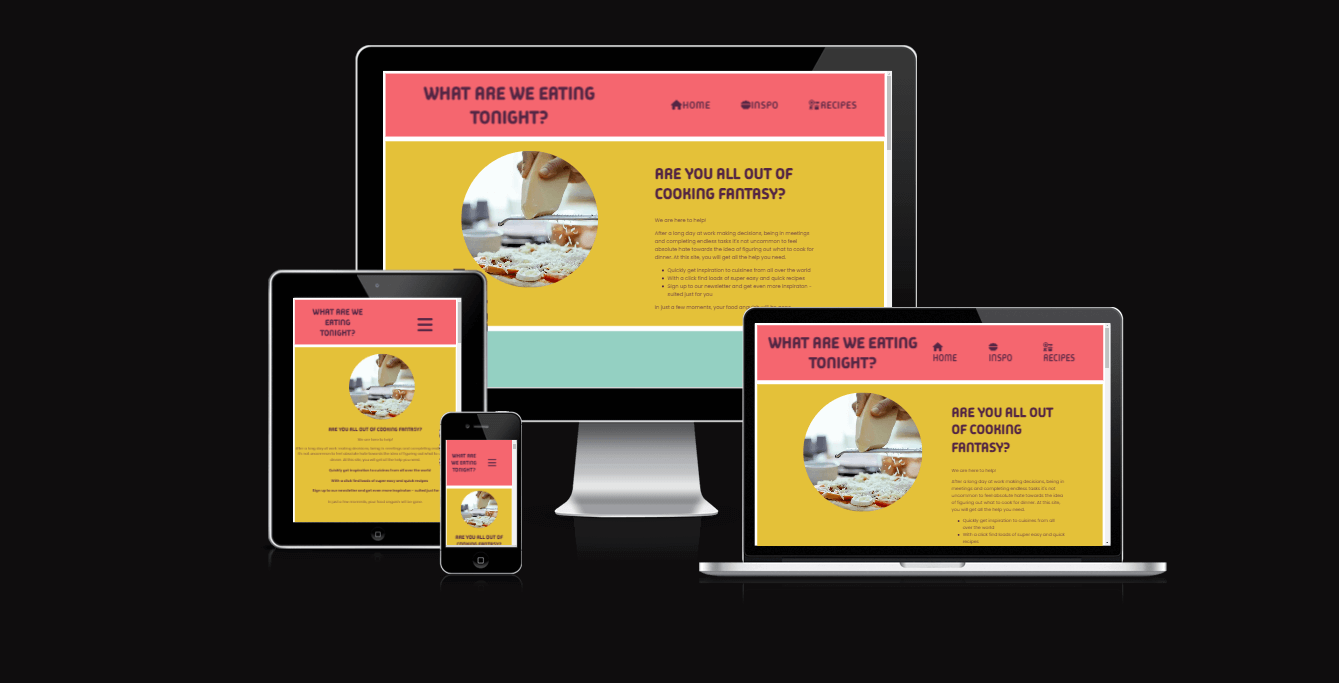 WHAT ARE WE EATING
TONIGHT?
HOME
INSPO
RECIPES
ARE YOU ALL OUT OF
COOKING FANTASY?
We are here to help!
After a long day at work making decisions, being in meetings
and completing endless tasks it's not uncommon to feel
absolute hate towards the idea of figuring out what to cook for
dinner. At this site, you will get all the help you need.
Quickly get inspiration to cuisines from all over the world
With a click find loads of super easy and quick recipes
Sign up to our newsletter and get even more inspiraton -
suited just for you
In just a few moments, your food
WHAT ARE WE
EATING
TONIGHT?
ARE YOU ALL OUT OF COOKING FANTASY?
We are here to help!
Quickly get inspiration to cuisines from all over the world
With a click find loads of super easy and quick recipes
Sign up to our newsletter and get even more inspiraton - suited just for
WHAT ARE
WE EATING
TONIGHT?
ARE YOU ALL OUT OF
COOKING FANTASY?
WHAT ARE WE EATING
TONIGHT?
HOME
INSPO
RECIPES
ARE YOU ALL OUT
OF COOKING
FANTASY?
We are here to help!
After a long day at work making decisions, being in
meetings and completing endless tasks it's not
uncommon to feel absolute hate towards the idea
of figuring out what to cook for dinner. At this site,
you will get all the help you need.
Quickly get inspiration to cuisines from all
over the world
With a click find loads of super easy and quick
recipes